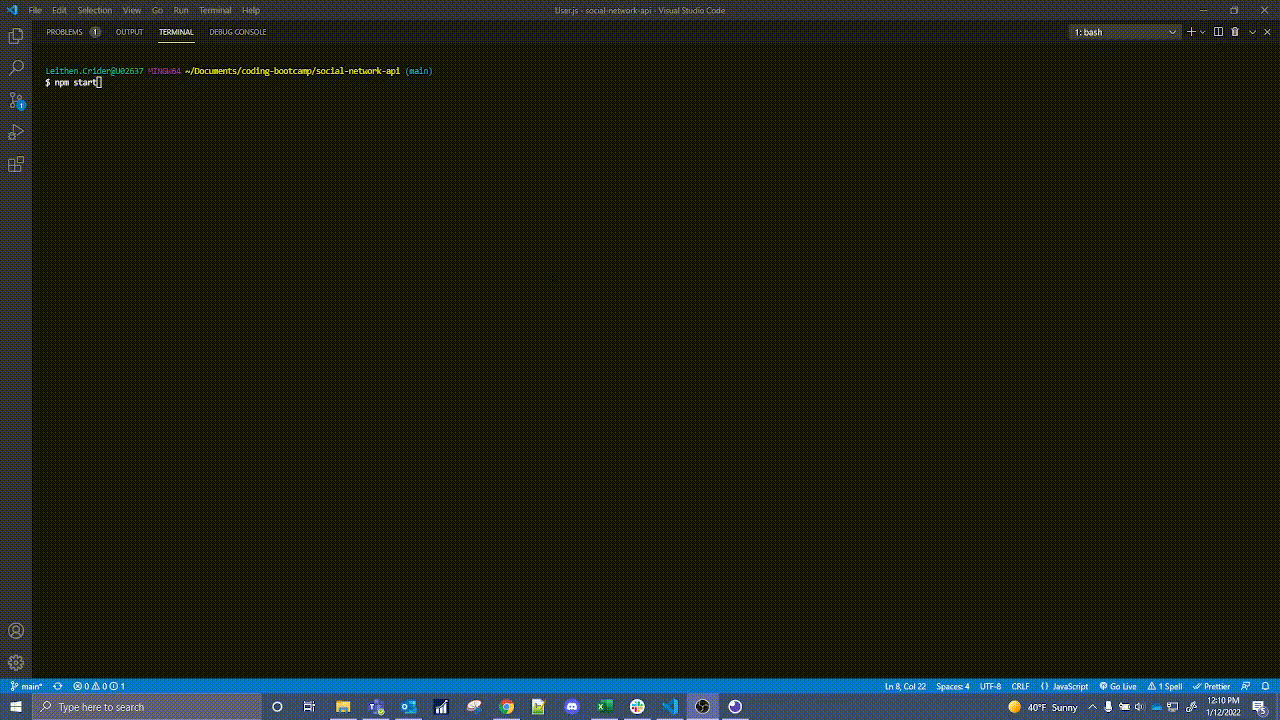 File Edit Selection View Go Run Terminal Help User.js - social-network-api - Visual Studio Code
PROBLEMS 1 OUTPUT TERMINAL DEBUG CONSOLE 1: bash
Leithen.Crider@U02637 MINGW64 ~/Documents/coding-bootcamp/social-network-api (main)
$ npm start
1
main* 0 0 1 Ln 8, Col 22 Spaces: 4 UTF-8 CRLF {} JavaScript Go Live 1 Spell Prettier
Type here to search 40°F Sunny 12:10 PM
1/12/2022